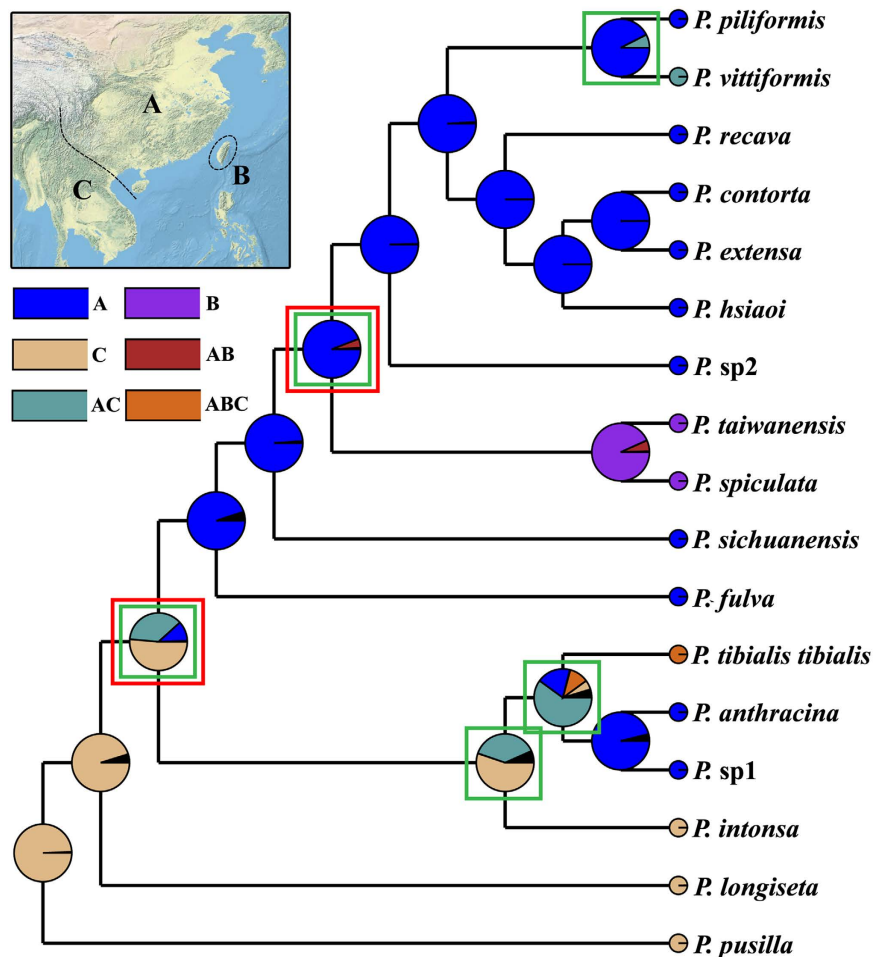 A
B
C
A
B
C
AB
AC
ABC
P. piliformis
P. vittiformis
P. recava
P. contorta
P. extensa
P. hsiaoi
P. sp2
P. taiwanensis
P. spiculata
P. sichuanensis
P. fulva
P. tibialis tibialis
P. anthracina
P. sp1
P. intonsa
P. longiseta
P. pusilla